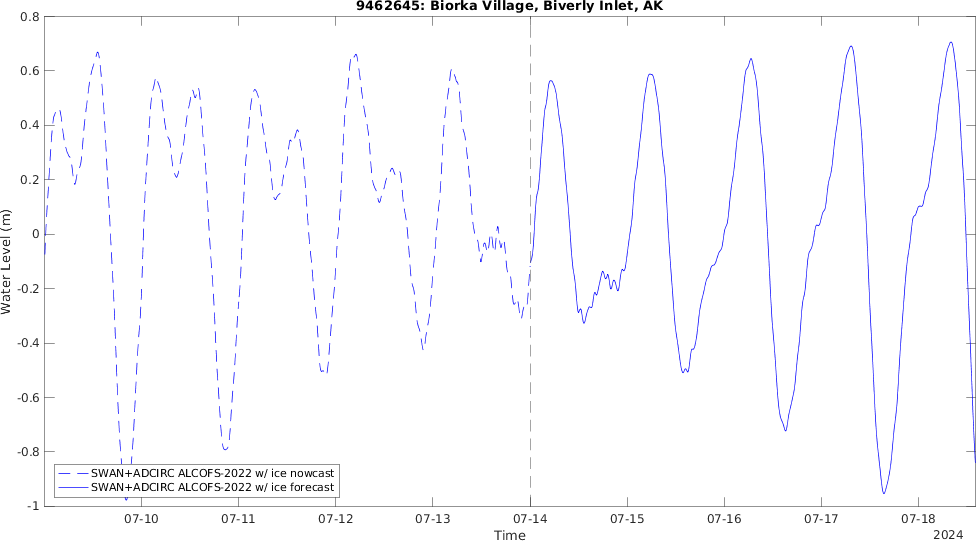 9462645: Biorka Village, Biverly Inlet, AK
Water Level (m)
0.8
0.6
0.4
0.2
0
-0.2
-0.4
-0.6
-0.8
-1
SWAN+ADCIRC ALCOFS-2022 w/ ice nowcast
SWAN+ADCIRC ALCOFS-2022 w/ ice forecast
07-10 07-11 07-12 07-13 07-14 07-15 07-16 07-17 07-18
Time
2024